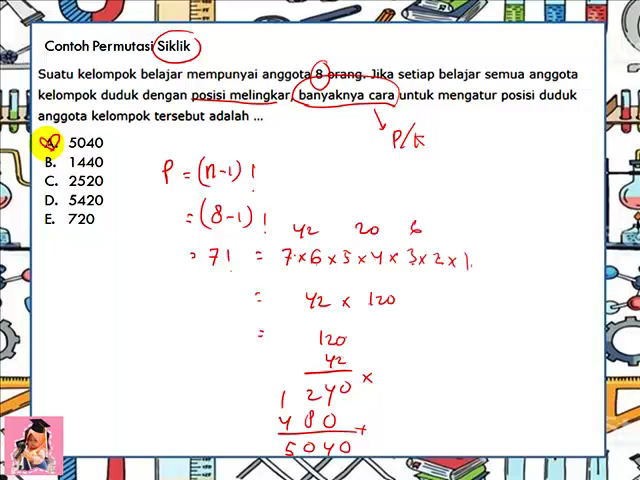 Contoh Permutasi Siklik
Suatu kelompok belajar mempunyai anggota 8 orang. Jika setiap belajar semua anggota
kelompok duduk dengan posisi melingkar, banyaknya cara untuk mengatur posisi duduk
anggota kelompok tersebut adalah ...
P/K
A. 5040
B. 1440
C. 2520
D. 5420
E. 720
P = (n-1)!
= (8-1)!
42 20 6
= 7! = 7×6×5×4×3×2×1
= 42 × 120
= 120
42
×
1 240
480
+
5040